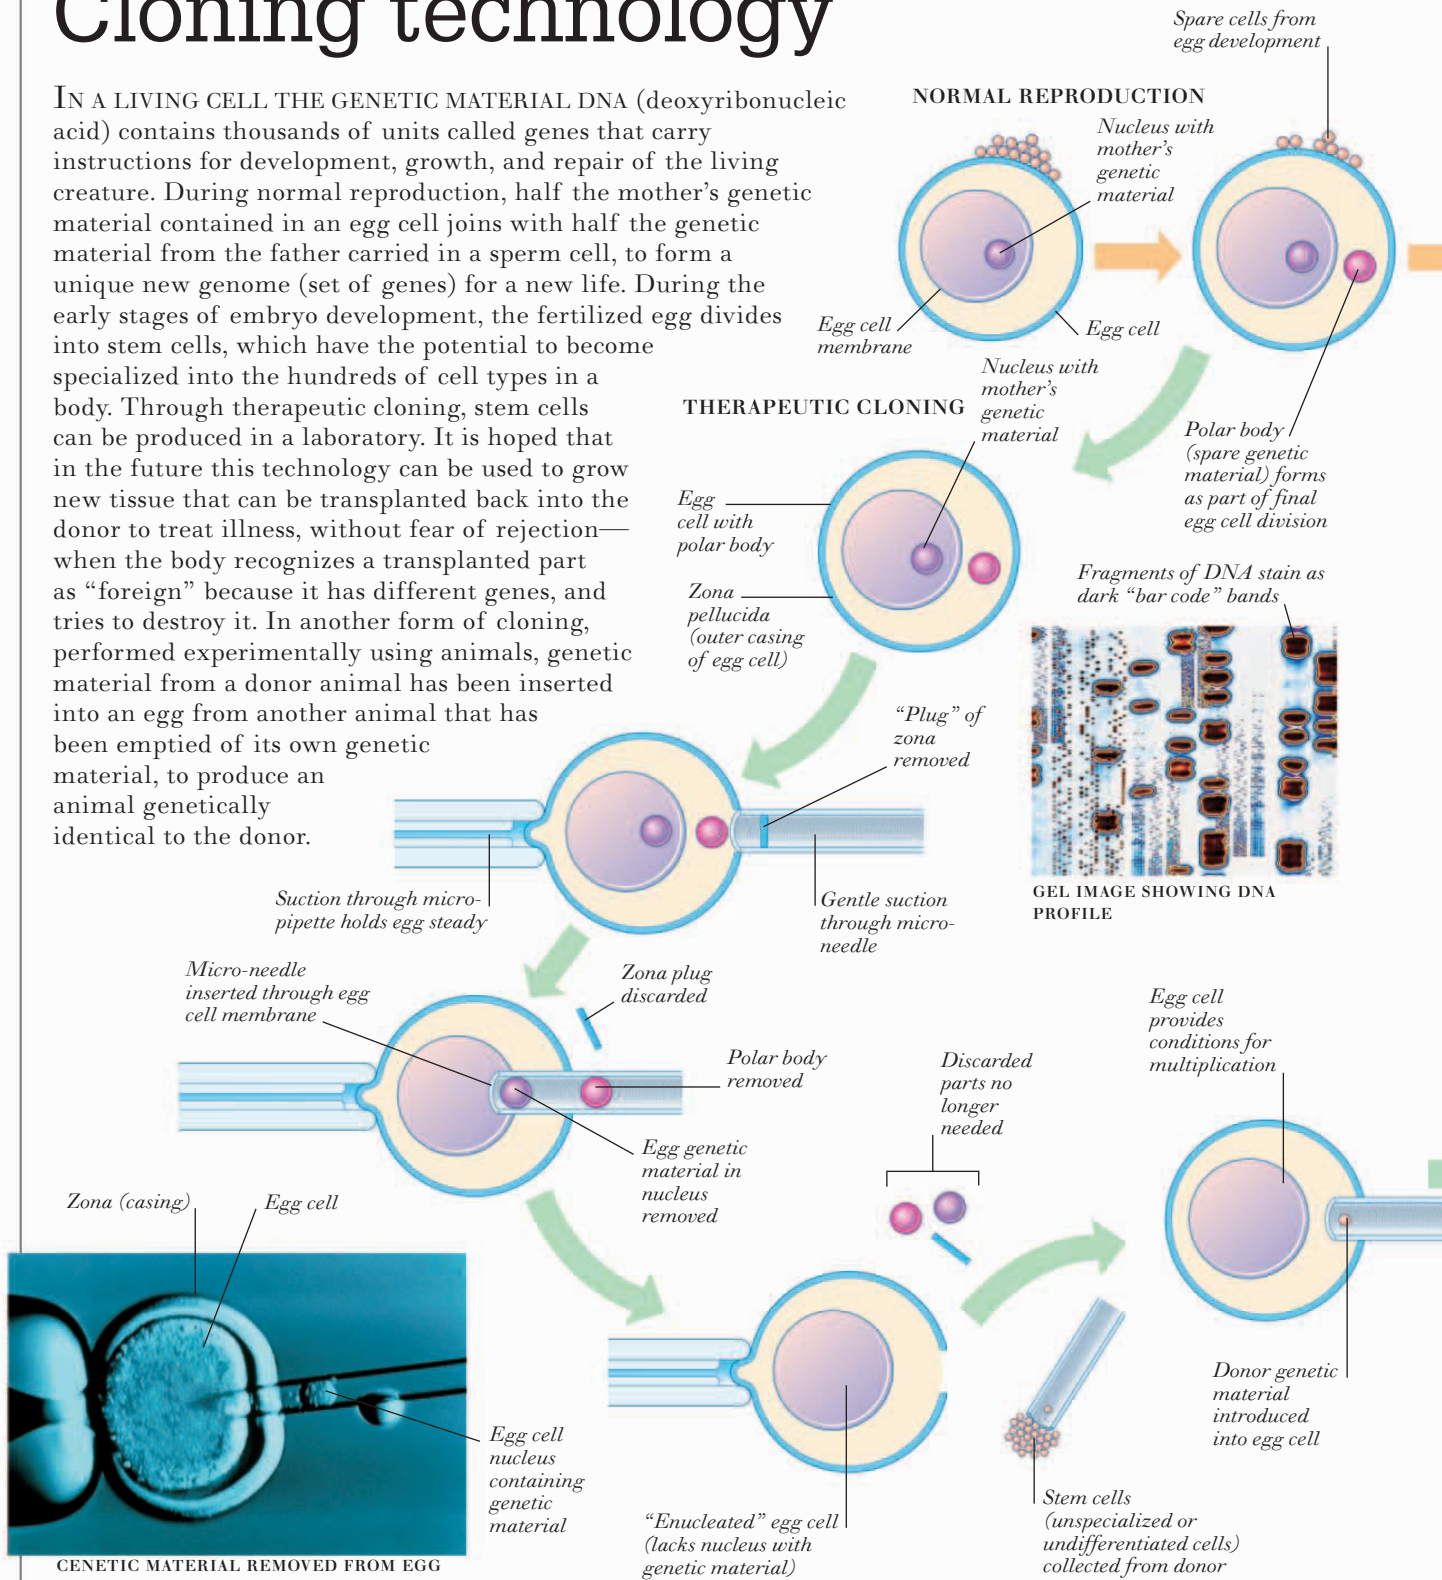 Cloning technology
IN A LIVING CELL THE GENETIC MATERIAL DNA (deoxyribonucleic
acid) contains thousands of units called genes that carry
instructions for development, growth, and repair of the living
creature. During normal reproduction, half the mother’s genetic
material contained in an egg cell joins with half the genetic
material from the father carried in a sperm cell, to form a
unique new genome (set of genes) for a new life. During the
early stages of embryo development, the fertilized egg divides
into stem cells, which have the potential to become
specialized into the hundreds of cell types in a
body. Through therapeutic cloning, stem cells
can be produced in a laboratory. It is hoped that
in the future this technology can be used to grow
new tissue that can be transplanted back into the
donor to treat illness, without fear of rejection—
when the body recognizes a transplanted part
as “foreign” because it has different genes, and
tries to destroy it. In another form of cloning,
performed experimentally using animals, genetic
material from a donor animal has been inserted
into an egg from another animal that has
been emptied of its own genetic
material, to produce an
animal genetically
identical to the donor.
Spare cells from
egg development
NORMAL REPRODUCTION
Nucleus with
mother’s
genetic
material
Egg cell
membrane
Egg cell
Polar body
(spare genetic
material) forms
as part of final
egg cell division
THERAPEUTIC CLONING
Nucleus with
mother’s
genetic
material
Egg
cell with
polar body
Zona
pellucida
(outer casing
of egg cell)
Fragments of DNA stain as
dark “bar code” bands
GEL IMAGE SHOWING DNA
PROFILE
“Plug” of
zona
removed
Suction through micro-
pipette holds egg steady
Gentle suction
through micro-
needle
Micro-needle
inserted through egg
cell membrane
Zona plug
discarded
Polar body
removed
Egg genetic
material in
nucleus
removed
Discarded
parts no
longer
needed
Egg cell
provides
conditions for
multiplication
Zona (casing)
Egg cell
Egg cell
nucleus
containing
genetic
material
CENETIC MATERIAL REMOVED FROM EGG
“Enucleated” egg cell
(lacks nucleus with
genetic material)
Stem cells
(unspecialized or
undifferentiated cells)
collected from donor
Donor genetic
material
introduced
into egg cell